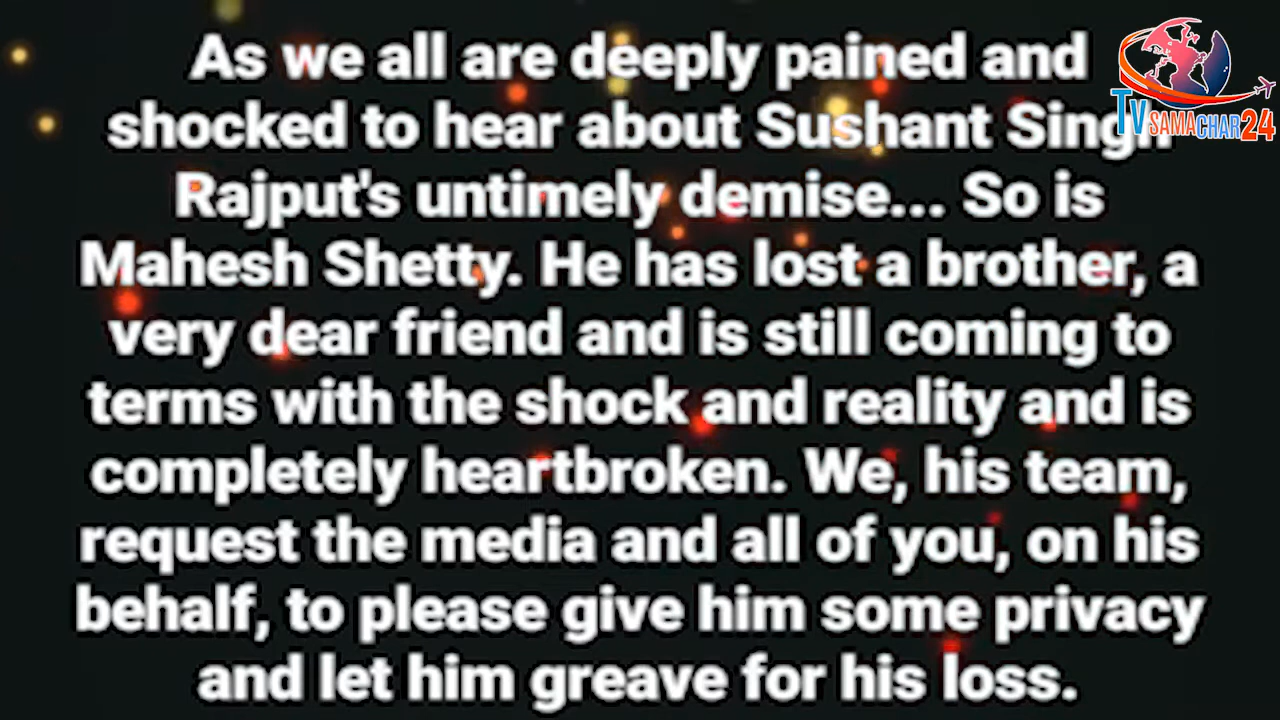 As we all are deeply pained and
shocked to hear about Sushant Singh
Rajput's untimely demise... So is
Mahesh Shetty. He has lost a brother, a
very dear friend and is still coming to
terms with the shock and reality and is
completely heartbroken. We, his team,
request the media and all of you, on his
behalf, to please give him some privacy
and let him greave for his loss.
TV SAMACHAR 24